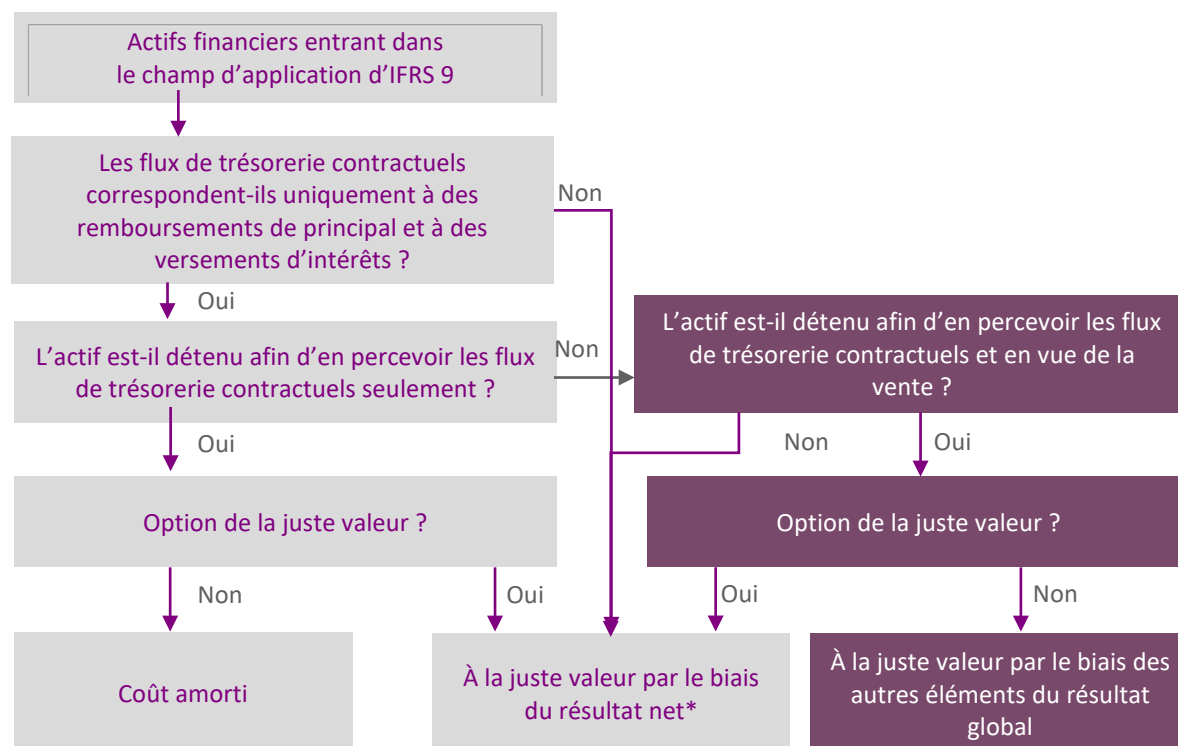 Actifs financiers entrant dans
le champ d’application d’IFRS 9
Les flux de trésorerie contractuels
correspondent-ils uniquement à des
remboursements de principal et à des
versements d’intérêts ?
Non
Oui
L’actif est-il détenu afin d’en percevoir les flux
de trésorerie contractuels seulement ?
Non
L’actif est-il détenu afin d’en percevoir les flux
de trésorerie contractuels et en vue de la
vente ?
Oui
Non
Oui
Option de la juste valeur ?
Option de la juste valeur ?
Non
Oui
Oui
Non
Coût amorti
À la juste valeur par le biais
du résultat net*
À la juste valeur par le biais des
autres éléments du résultat
global